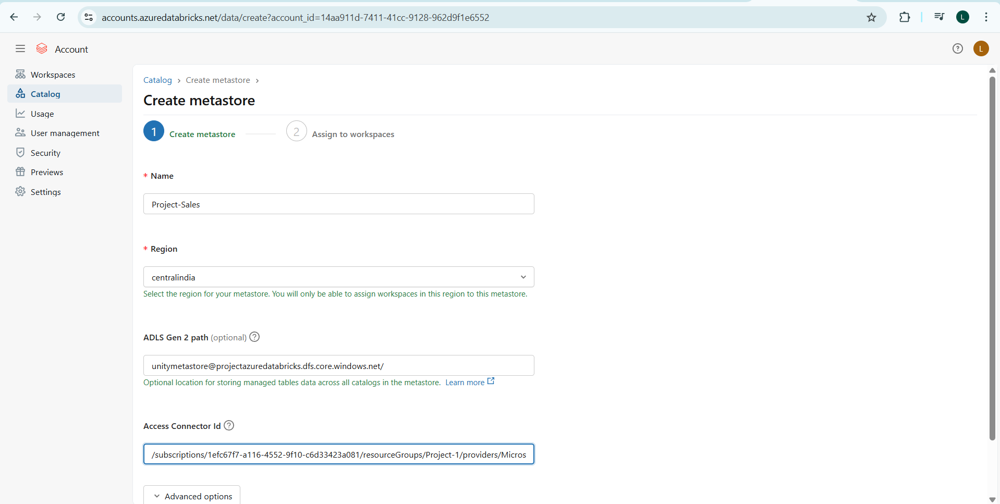 accounts.azuredatabricks.net/data/create?account_id=14aa911d-7411-41cc-9128-962d9f1e6552
L
Account
L
Workspaces
Catalog
Usage
User management
Security
Previews
Settings
Catalog › Create metastore ›
Create metastore
1 Create metastore
2 Assign to workspaces
* Name
Project-Sales
* Region
centralindia
Select the region for your metastore. You will only be able to assign workspaces in this region to this metastore.
ADLS Gen 2 path (optional) ?
unitymetastore@projectazuredatabricks.dfs.core.windows.net/
Optional location for storing managed tables data across all catalogs in the metastore. Learn more
Access Connector Id ?
/subscriptions/1efc67f7-a116-4552-9f10-c6d33423a081/resourceGroups/Project-1/providers/Micros
Advanced options